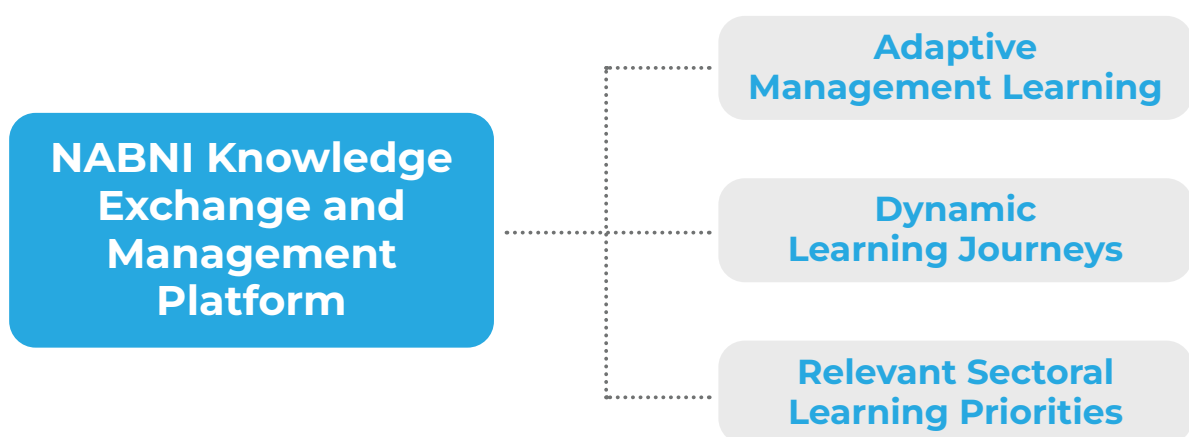 NABNI Knowledge
Exchange and
Management
Platform
Adaptive
Management Learning
Dynamic
Learning Journeys
Relevant Sectoral
Learning Priorities